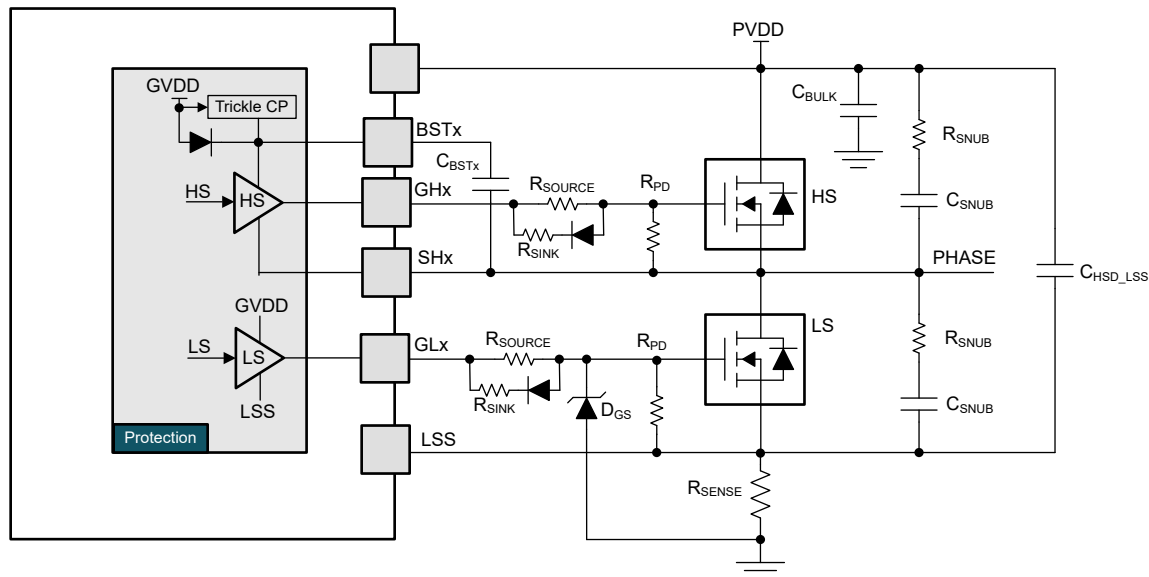 PVDD
GVDD
Trickle CP
BSTx
C_BSTx
C_BULK
R_SNUB
HS
HS
GHx
R_SOURCE
R_PD
HS
C_SNUB
R_SINK
SHx
PHASE
C_HSD_LSS
GVDD
LS
LS
GLx
R_SOURCE
R_PD
LS
R_SNUB
R_SINK
D_GS
C_SNUB
LSS
Protection
LSS
R_SENSE